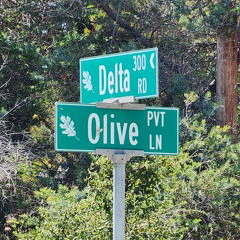 Delta 300 < RD
Olive PVT LN